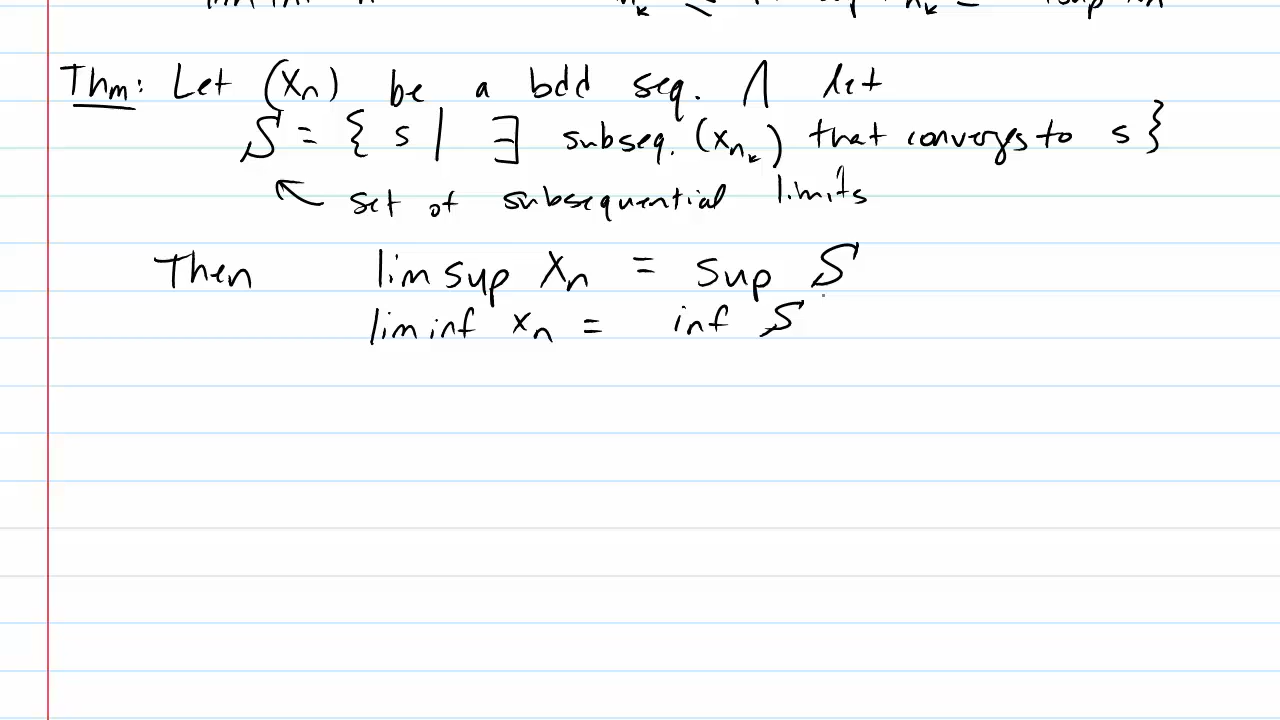 Thm: Let (xn) be a bdd seq. ⋀ let
S = { s | ∃ subseq. (xnₖ) that converges to s }
set of subsequential limits
Then lim sup xn = sup S
lim inf xn = inf S